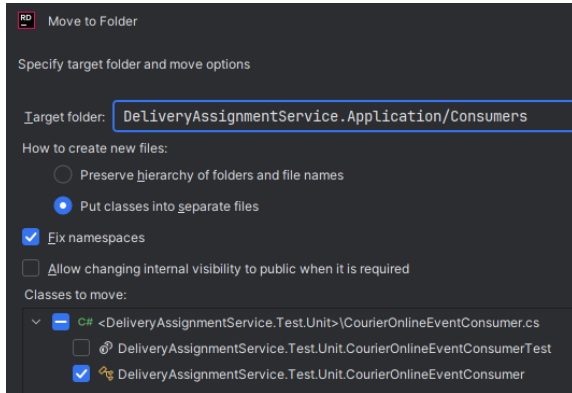 RD Move to Folder
Specify target folder and move options
Target folder: DeliveryAssignmentService.Application/Consumers
How to create new files:
Preserve hierarchy of folders and file names
Put classes into separate files
Fix namespaces
Allow changing internal visibility to public when it is required
Classes to move:
C# <DeliveryAssignmentService.Test.Unit>\CourierOnlineEventConsumer.cs
DeliveryAssignmentService.Test.Unit.CourierOnlineEventConsumerTest
DeliveryAssignmentService.Test.Unit.CourierOnlineEventConsumer